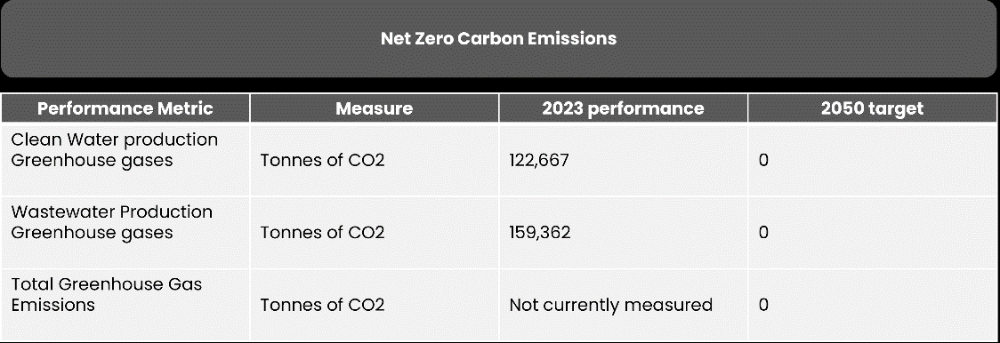 Net Zero Carbon Emissions
Performance Metric
Measure
2023 performance
2050 target
Clean Water production
Greenhouse gases
Tonnes of CO2
122,667
0
Wastewater Production
Greenhouse gases
Tonnes of CO2
159,362
0
Total Greenhouse Gas
Emissions
Tonnes of CO2
Not currently measured
0